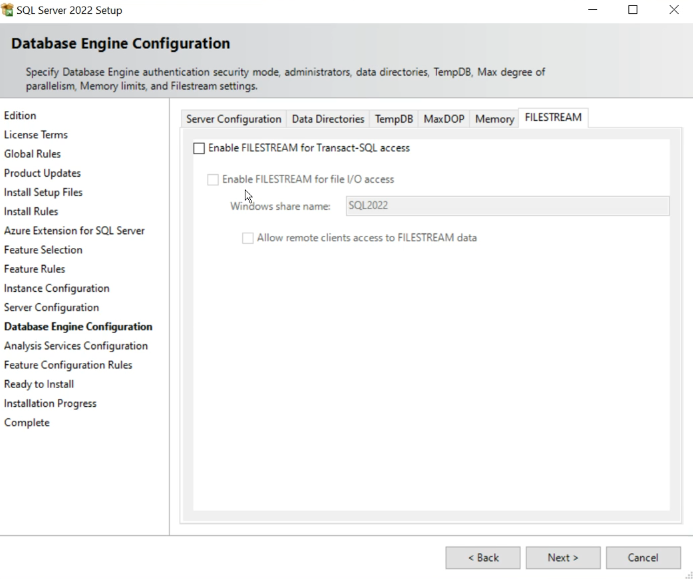 SQL Server 2022 Setup
Database Engine Configuration
Specify Database Engine authentication security mode, administrators, data directories, TempDB, Max degree of
parallelism, Memory limits, and Filestream settings.
Edition
License Terms
Global Rules
Product Updates
Install Setup Files
Install Rules
Azure Extension for SQL Server
Feature Selection
Feature Rules
Instance Configuration
Server Configuration
Database Engine Configuration
Analysis Services Configuration
Feature Configuration Rules
Ready to Install
Installation Progress
Complete
Server Configuration Data Directories TempDB MaxDOP Memory FILESTREAM
Enable FILESTREAM for Transact-SQL access
Enable FILESTREAM for file I/O access
Windows share name: SQL2022
Allow remote clients access to FILESTREAM data
< Back Next > Cancel